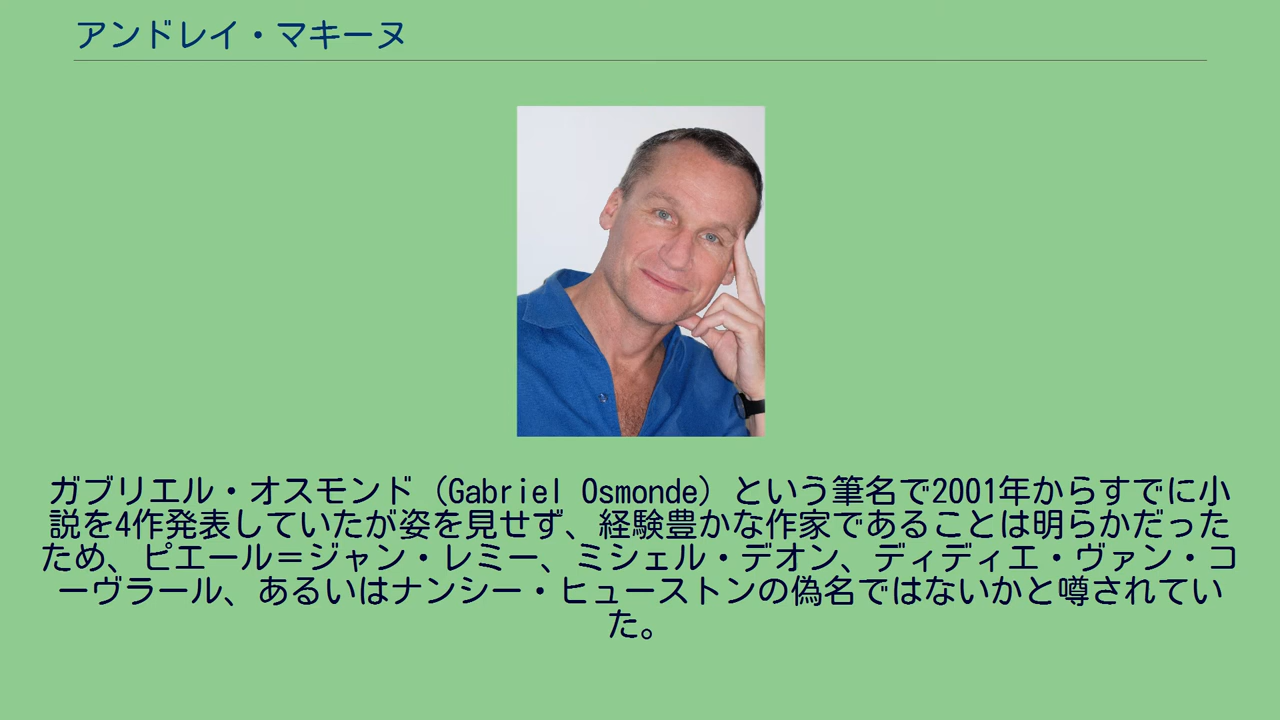 アンドレイ・マキーヌ
ガブリエル・オスモンド（Gabriel Osmonde）という筆名で2001年からすでに小
説を4作発表していたが姿を見せず、経験豊かな作家であることは明らかだった
ため、ピエール＝ジャン・レミー、ミシェル・デオン、ディディエ・ヴァン・コ
ーヴラール、あるいはナンシー・ヒューストンの偽名ではないかと噂されてい
た。